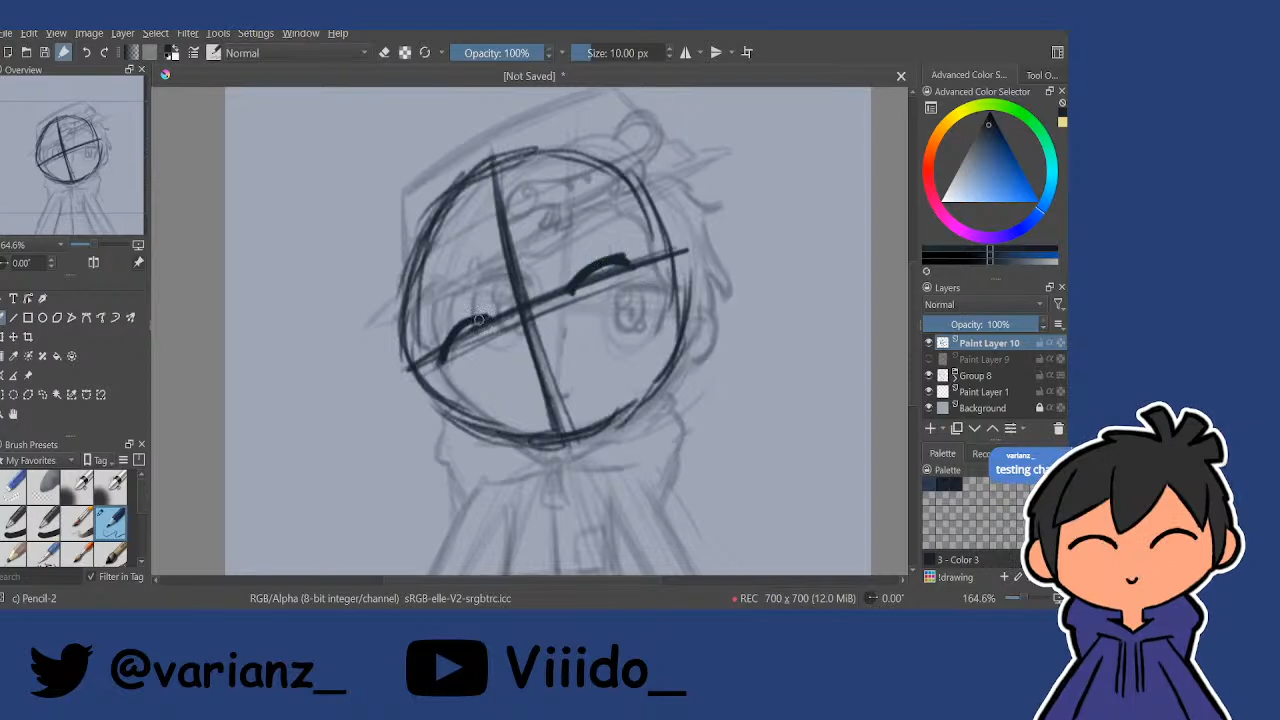 File Edit View Image Layer Select Filter Tools Settings Window Help
Normal
Opacity: 100%
Size: 10.00 px
[Not Saved] *
Overview
64.6%
0.00°
Brush Presets
My Favorites
Tag
Search
Filter in Tag
c) Pencil-2
RGB/Alpha (8-bit integer/channel) sRGB-elle-V2-srgbtrc.icc
REC 700 x 700 (12.0 MiB)
0.00°
164.6%
Advanced Color S...
Tool O...
Advanced Color Selector
Layers
Normal
Opacity: 100%
Paint Layer 10
Paint Layer 9
Group 8
Paint Layer 1
Background
Palette
Palette
varianz_
testing
3 - Color 3
!drawing
@varianz_
Viiido_